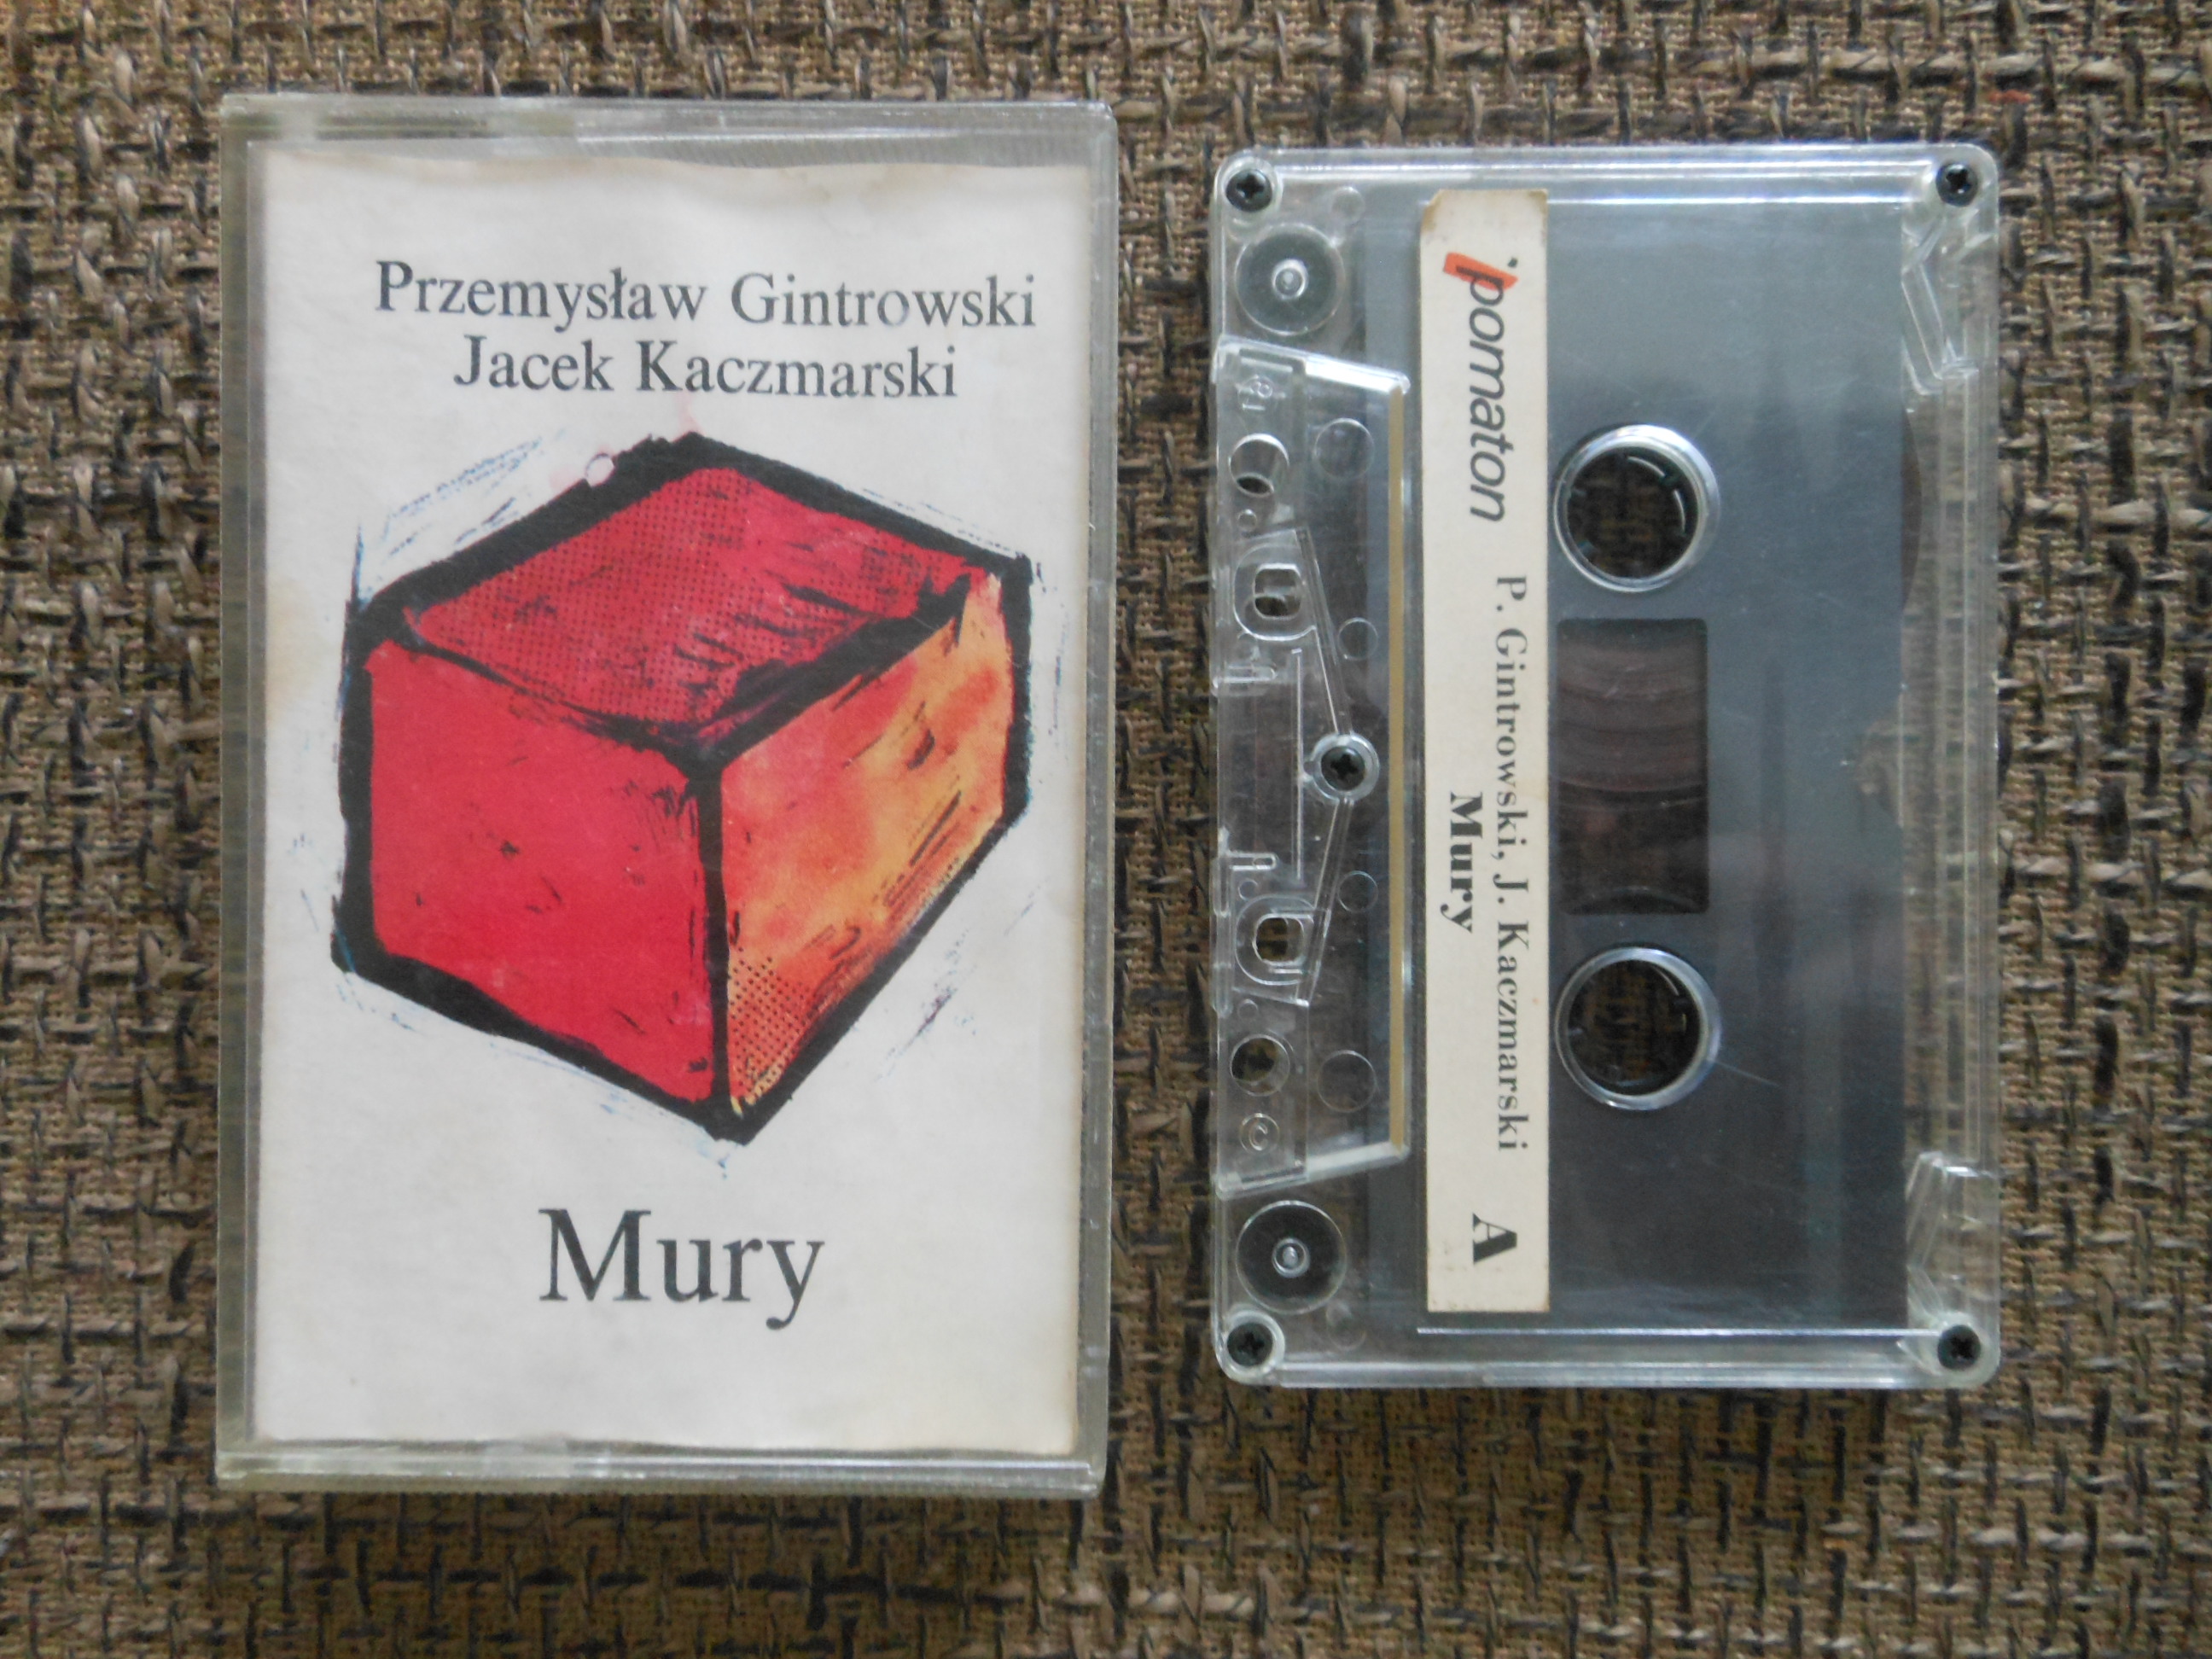 Przemysław Gintrowski
Jacek Kaczmarski
Mury
pomaton
P. Gintrowski, J. Kaczmarski
Mury
A